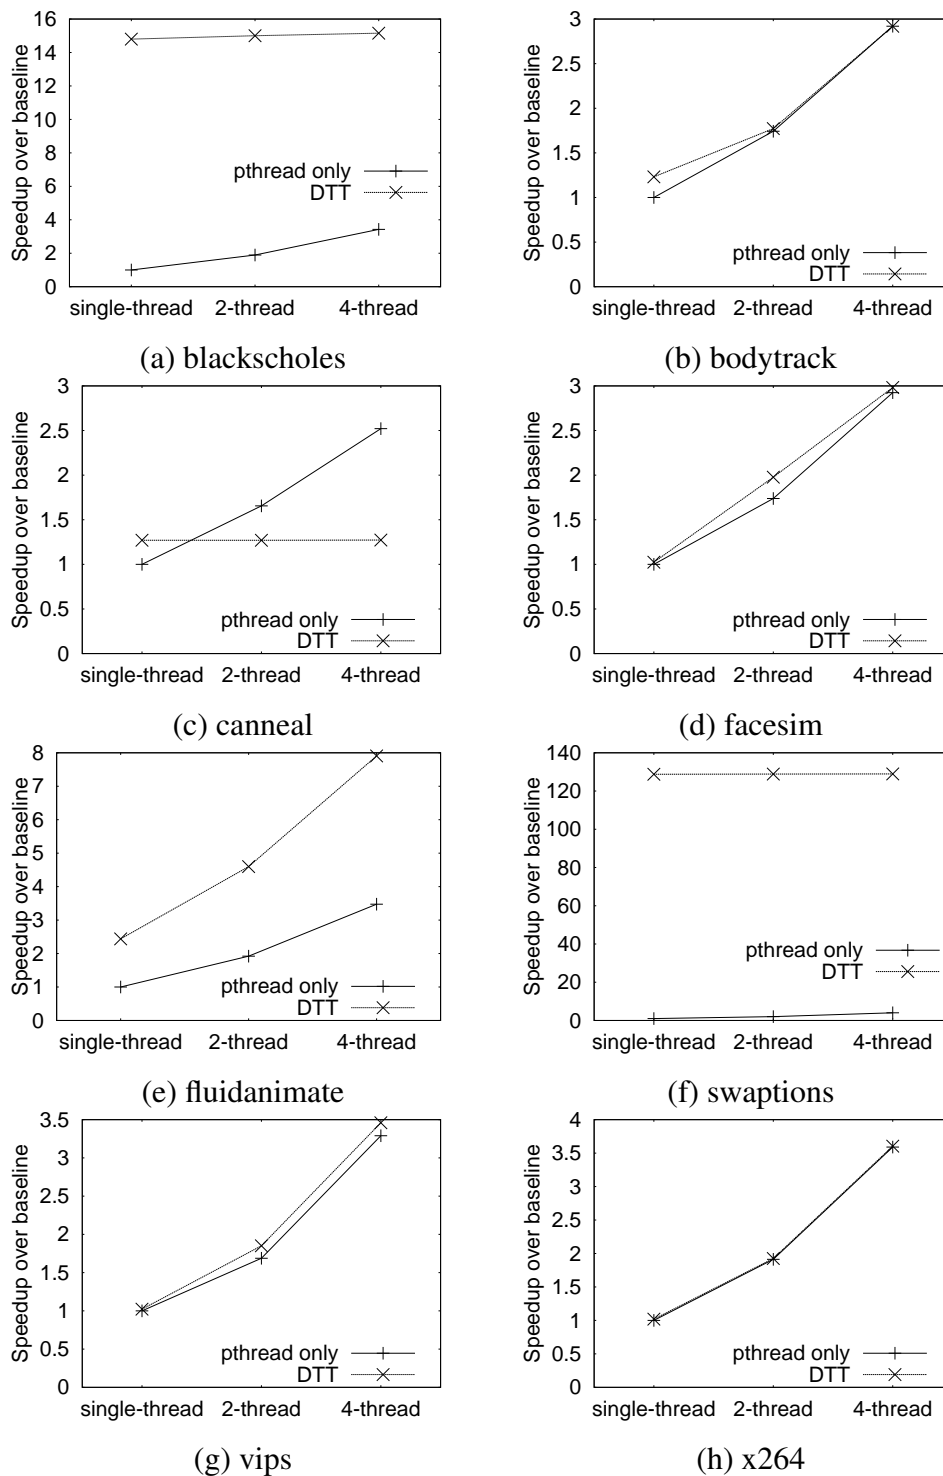 Speedup over baseline
16
14
12
10
8
6
4
2
0
pthread only
DTT
single-thread 2-thread 4-thread
(a) blackscholes
Speedup over baseline
3
2.5
2
1.5
1
0.5
0
pthread only
DTT
single-thread 2-thread 4-thread
(b) bodytrack
Speedup over baseline
3
2.5
2
1.5
1
0.5
0
pthread only
DTT
single-thread 2-thread 4-thread
(c) canneal
Speedup over baseline
3
2.5
2
1.5
1
0.5
0
pthread only
DTT
single-thread 2-thread 4-thread
(d) facesim
Speedup over baseline
8
7
6
5
4
3
2
1
0
pthread only
DTT
single-thread 2-thread 4-thread
(e) fluidanimate
Speedup over baseline
140
120
100
80
60
40
20
0
pthread only
DTT
single-thread 2-thread 4-thread
(f) swaptions
Speedup over baseline
3.5
3
2.5
2
1.5
1
0.5
0
pthread only
DTT
single-thread 2-thread 4-thread
(g) vips
Speedup over baseline
4
3.5
3
2.5
2
1.5
1
0.5
0
pthread only
DTT
single-thread 2-thread 4-thread
(h) x264